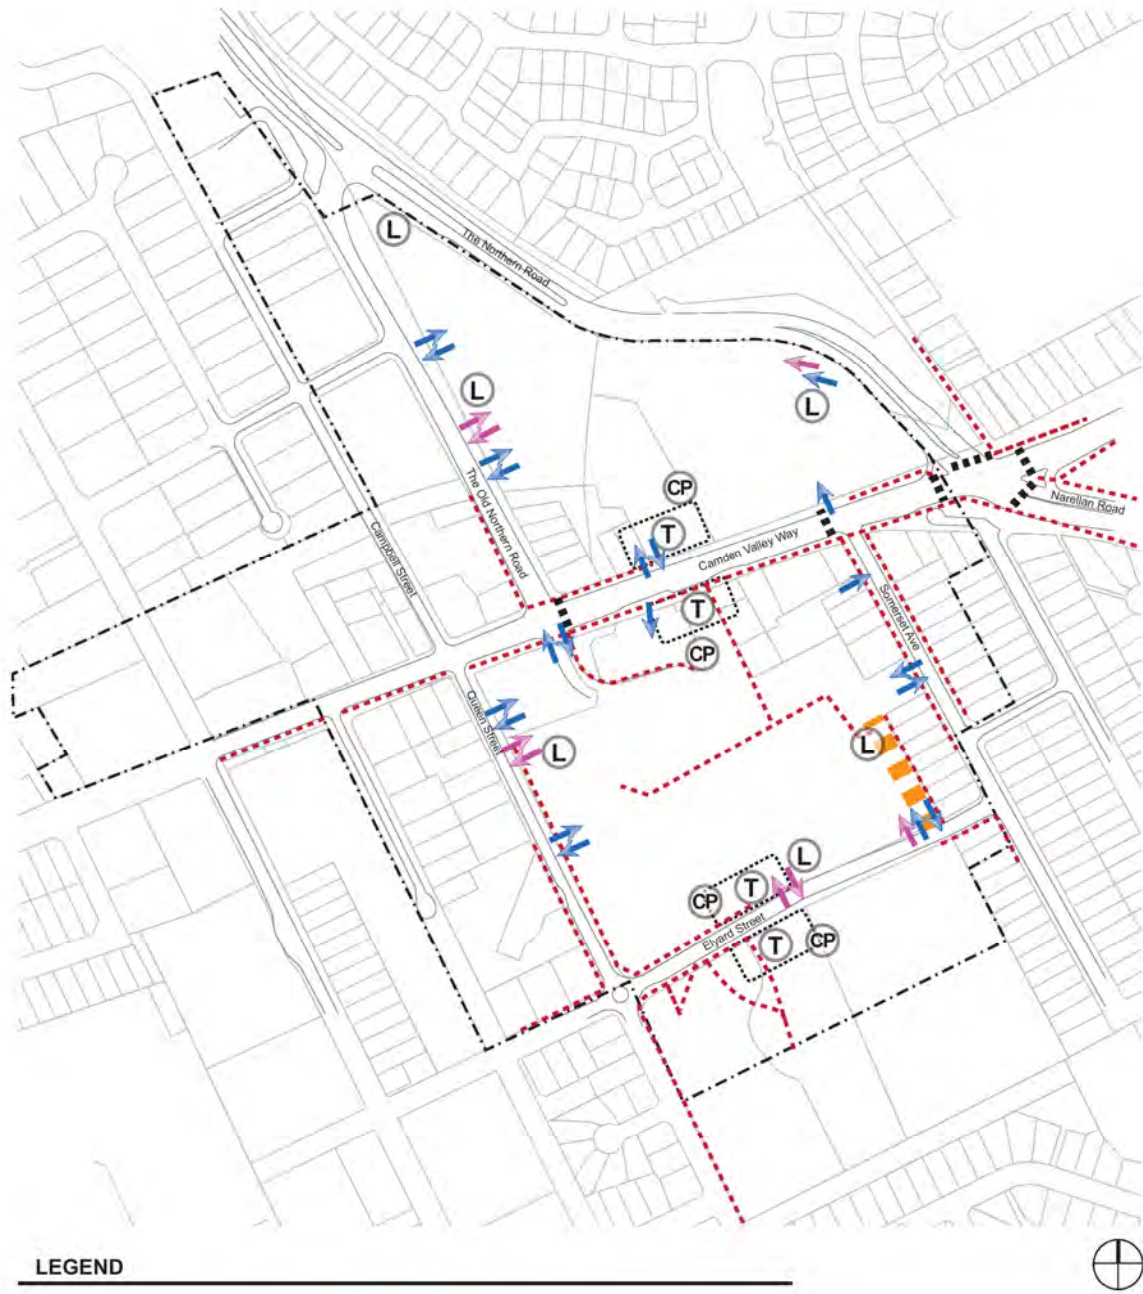 L
The Northern Road
L
L
CP
T
The Old Northern Road
Camden Valley Way
Narellan Road
Campbell Street
T
CP
Somerset Ave
Queen Street
L
L
L
CP
T
Elyard Street
T
CP
LEGEND